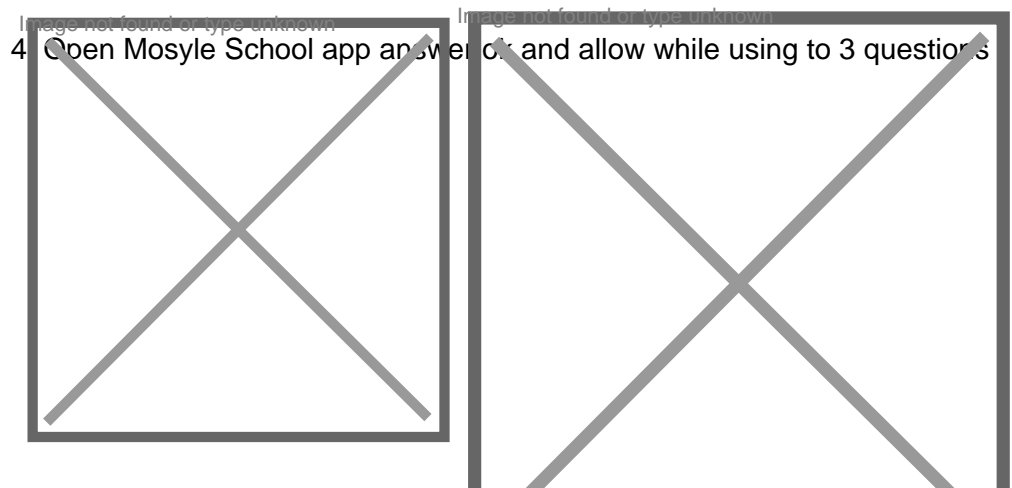 Image not found or type unknown
Image not found or type unknown
4. Open Mosyle School app answer ok and allow while using to 3 questions